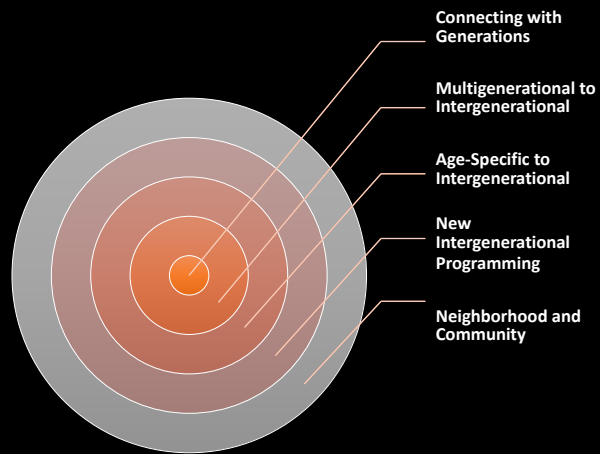 Connecting with
Generations
Multigenerational to
Intergenerational
Age-Specific to
Intergenerational
New
Intergenerational
Programming
Neighborhood and
Community